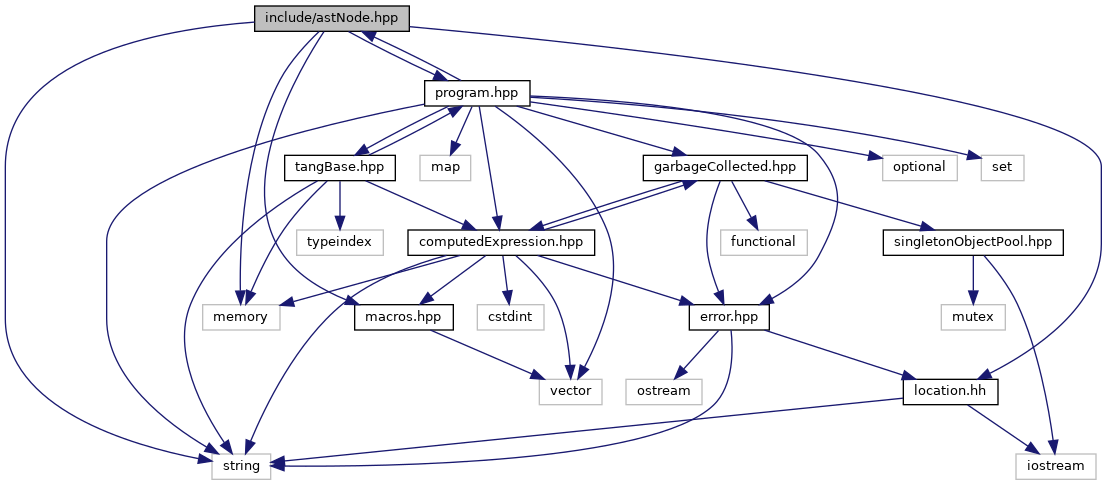 include/astNode.hpp
program.hpp
tangBase.hpp
map
garbageCollected.hpp
optional
set
typeindex
computedExpression.hpp
functional
singletonObjectPool.hpp
memory
macros.hpp
cstdint
error.hpp
mutex
vector
ostream
location.hh
string
iostream